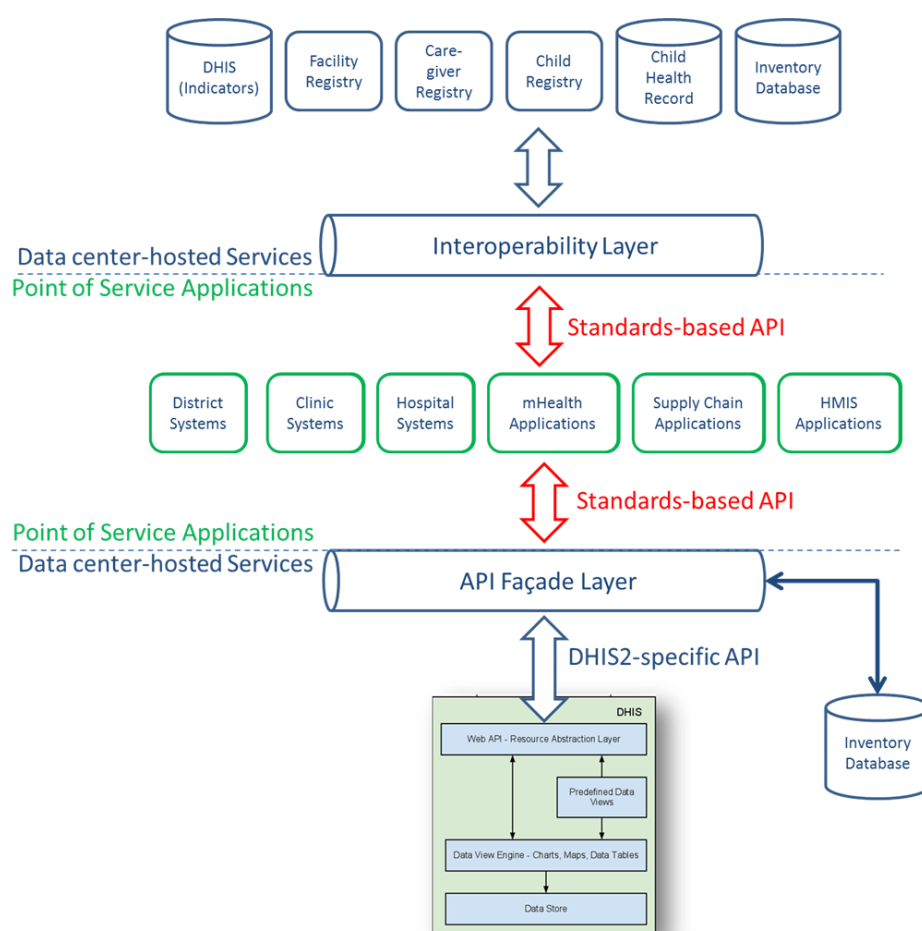 DHIS
(Indicators)
Facility
Registry
Care-
giver
Registry
Child
Registry
Child
Health
Record
Inventory
Database
Interoperability Layer
Data center-hosted Services
Point of Service Applications
Standards-based API
District
Systems
Clinic
Systems
Hospital
Systems
mHealth
Applications
Supply Chain
Applications
HMIS
Applications
Standards-based API
Point of Service Applications
Data center-hosted Services
API Façade Layer
DHIS2-specific API
DHIS
Web API - Resource Abstraction Layer
Predefined Data
Views
Data View Engine - Charts, Maps, Data Tables
Data Store
Inventory
Database